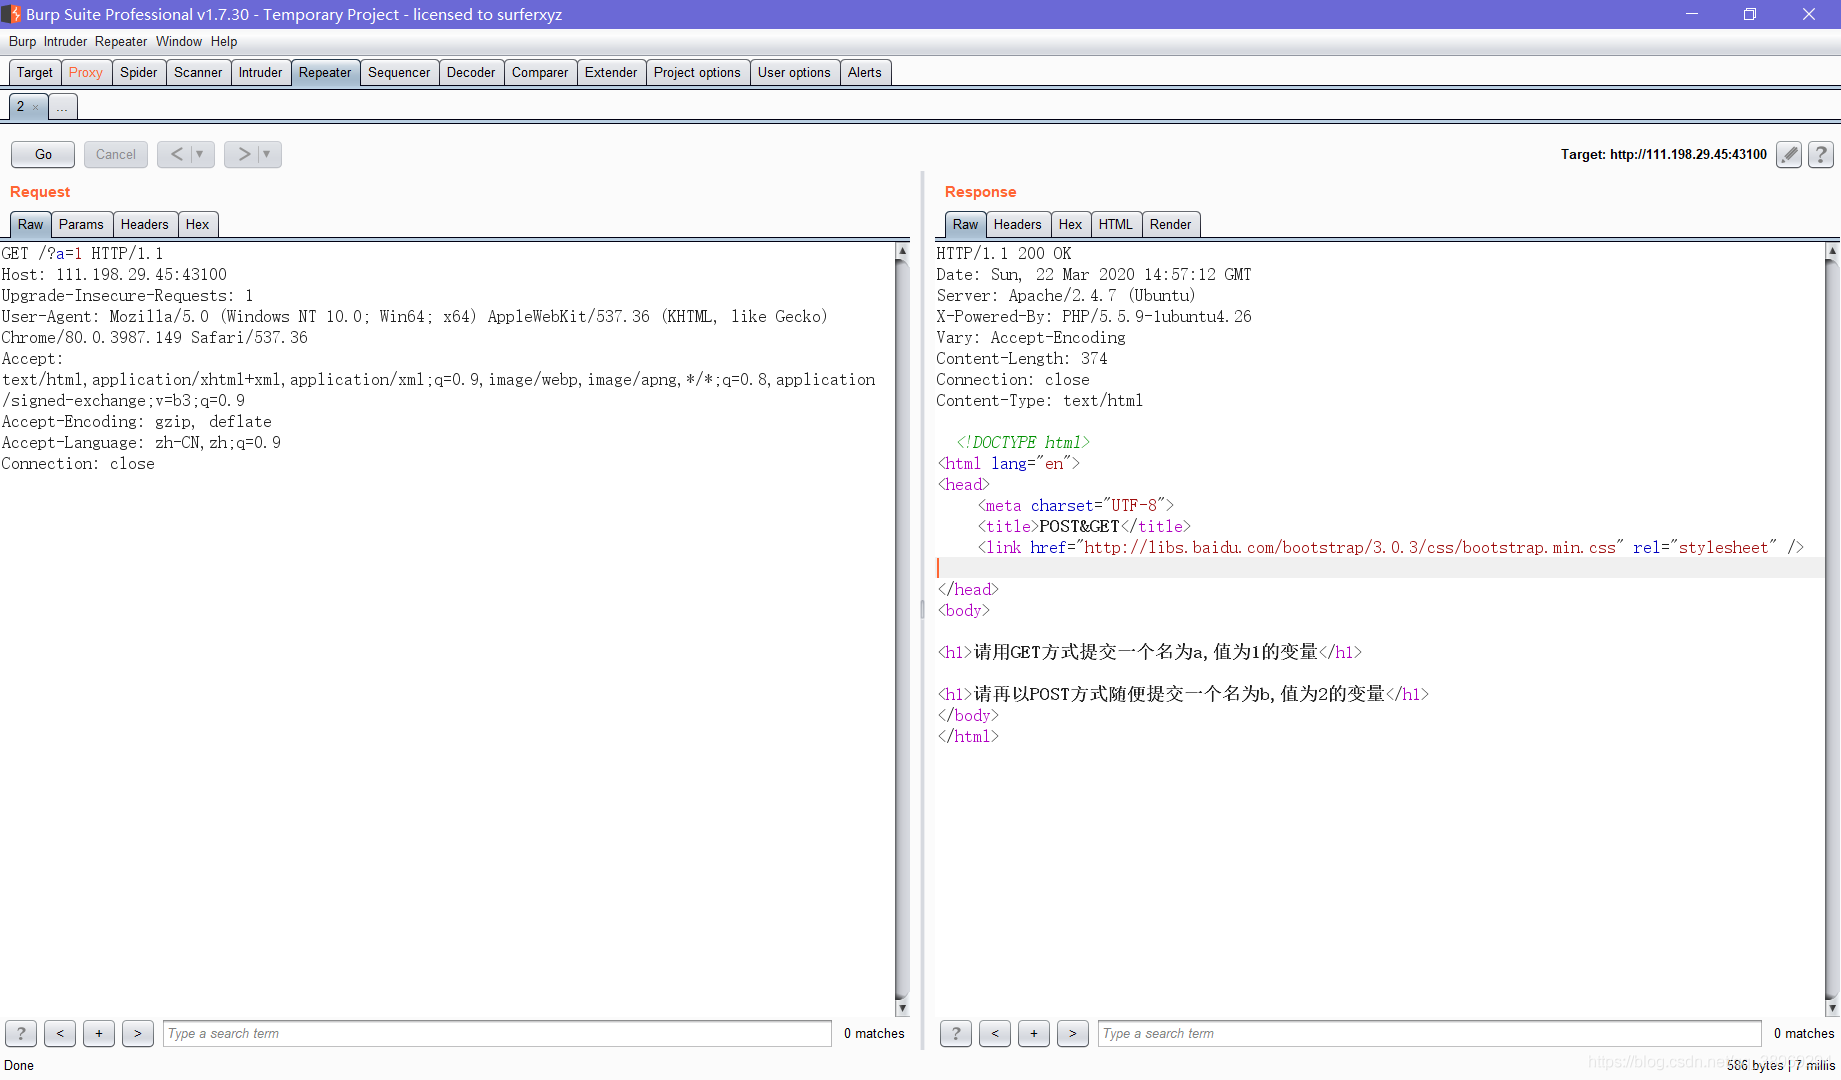 Burp Suite Professional v1.7.30 - Temporary Project - licensed to surferxyz
Burp Intruder Repeater Window Help
Target Proxy Spider Scanner Intruder Repeater Sequencer Decoder Comparer Extender Project options User options Alerts
2 × ...
Go Cancel < ▼ > ▼ Target: http://111.198.29.45:43100 ?
Request
Raw Params Headers Hex
GET /?a=1 HTTP/1.1
Host: 111.198.29.45:43100
Upgrade-Insecure-Requests: 1
User-Agent: Mozilla/5.0 (Windows NT 10.0; Win64; x64) AppleWebKit/537.36 (KHTML, like Gecko)
Chrome/80.0.3987.149 Safari/537.36
Accept:
text/html,application/xhtml+xml,application/xml;q=0.9,image/webp,image/apng,*/*;q=0.8,application
/signed-exchange;v=b3;q=0.9
Accept-Encoding: gzip, deflate
Accept-Language: zh-CN,zh;q=0.9
Connection: close
? < + > Type a search term 0 matches
Response
Raw Headers Hex HTML Render
HTTP/1.1 200 OK
Date: Sun, 22 Mar 2020 14:57:12 GMT
Server: Apache/2.4.7 (Ubuntu)
X-Powered-By: PHP/5.5.9-1ubuntu4.26
Vary: Accept-Encoding
Content-Length: 374
Connection: close
Content-Type: text/html
<!DOCTYPE html>
<html lang="en">
<head>
<meta charset="UTF-8">
<title>POST&GET</title>
<link href="http://libs.baidu.com/bootstrap/3.0.3/css/bootstrap.min.css" rel="stylesheet" />
</head>
<body>
<h1>请用GET方式提交一个名为a,值为1的变量</h1>
<h1>请再以POST方式随便提交一个名为b,值为2的变量</h1>
</body>
</html>
? < + > Type a search term 0 matches
Done
586 bytes | 7 millis